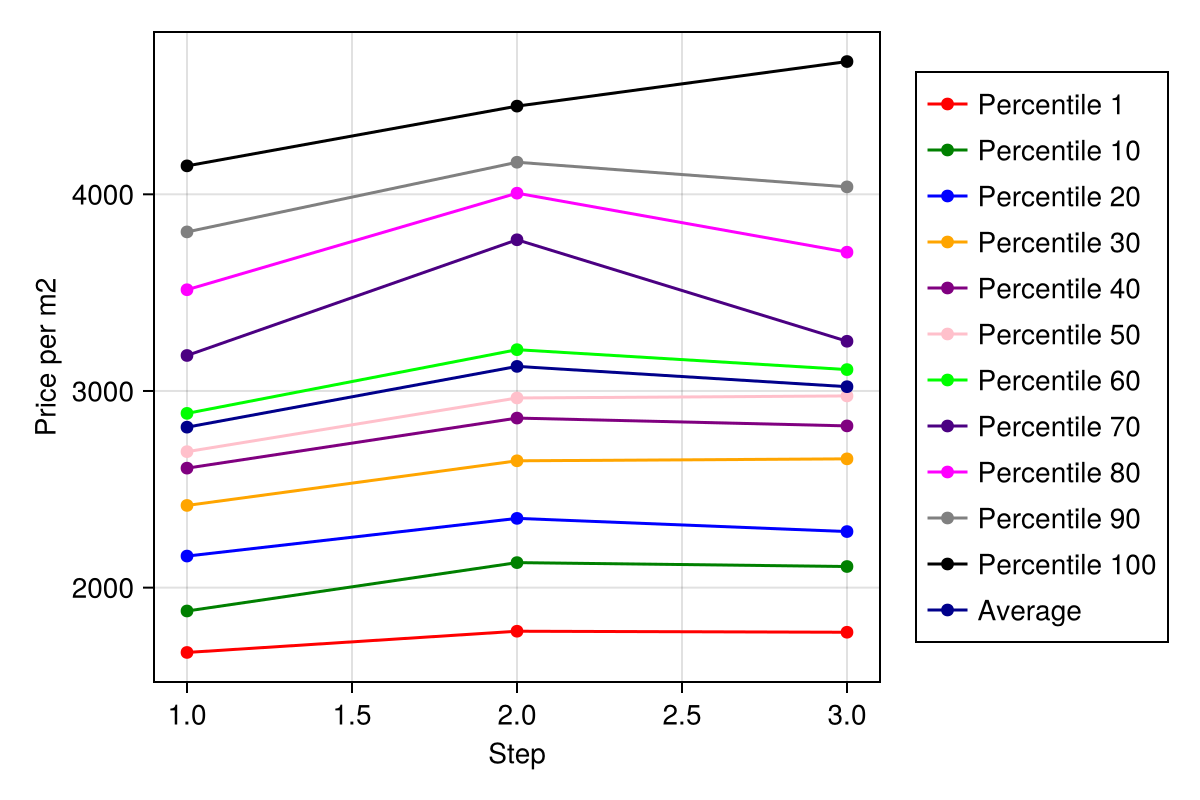 4000
3000
2000
Price per m2
1.0 1.5 2.0 2.5 3.0
Step
Percentile 1
Percentile 10
Percentile 20
Percentile 30
Percentile 40
Percentile 50
Percentile 60
Percentile 70
Percentile 80
Percentile 90
Percentile 100
Average